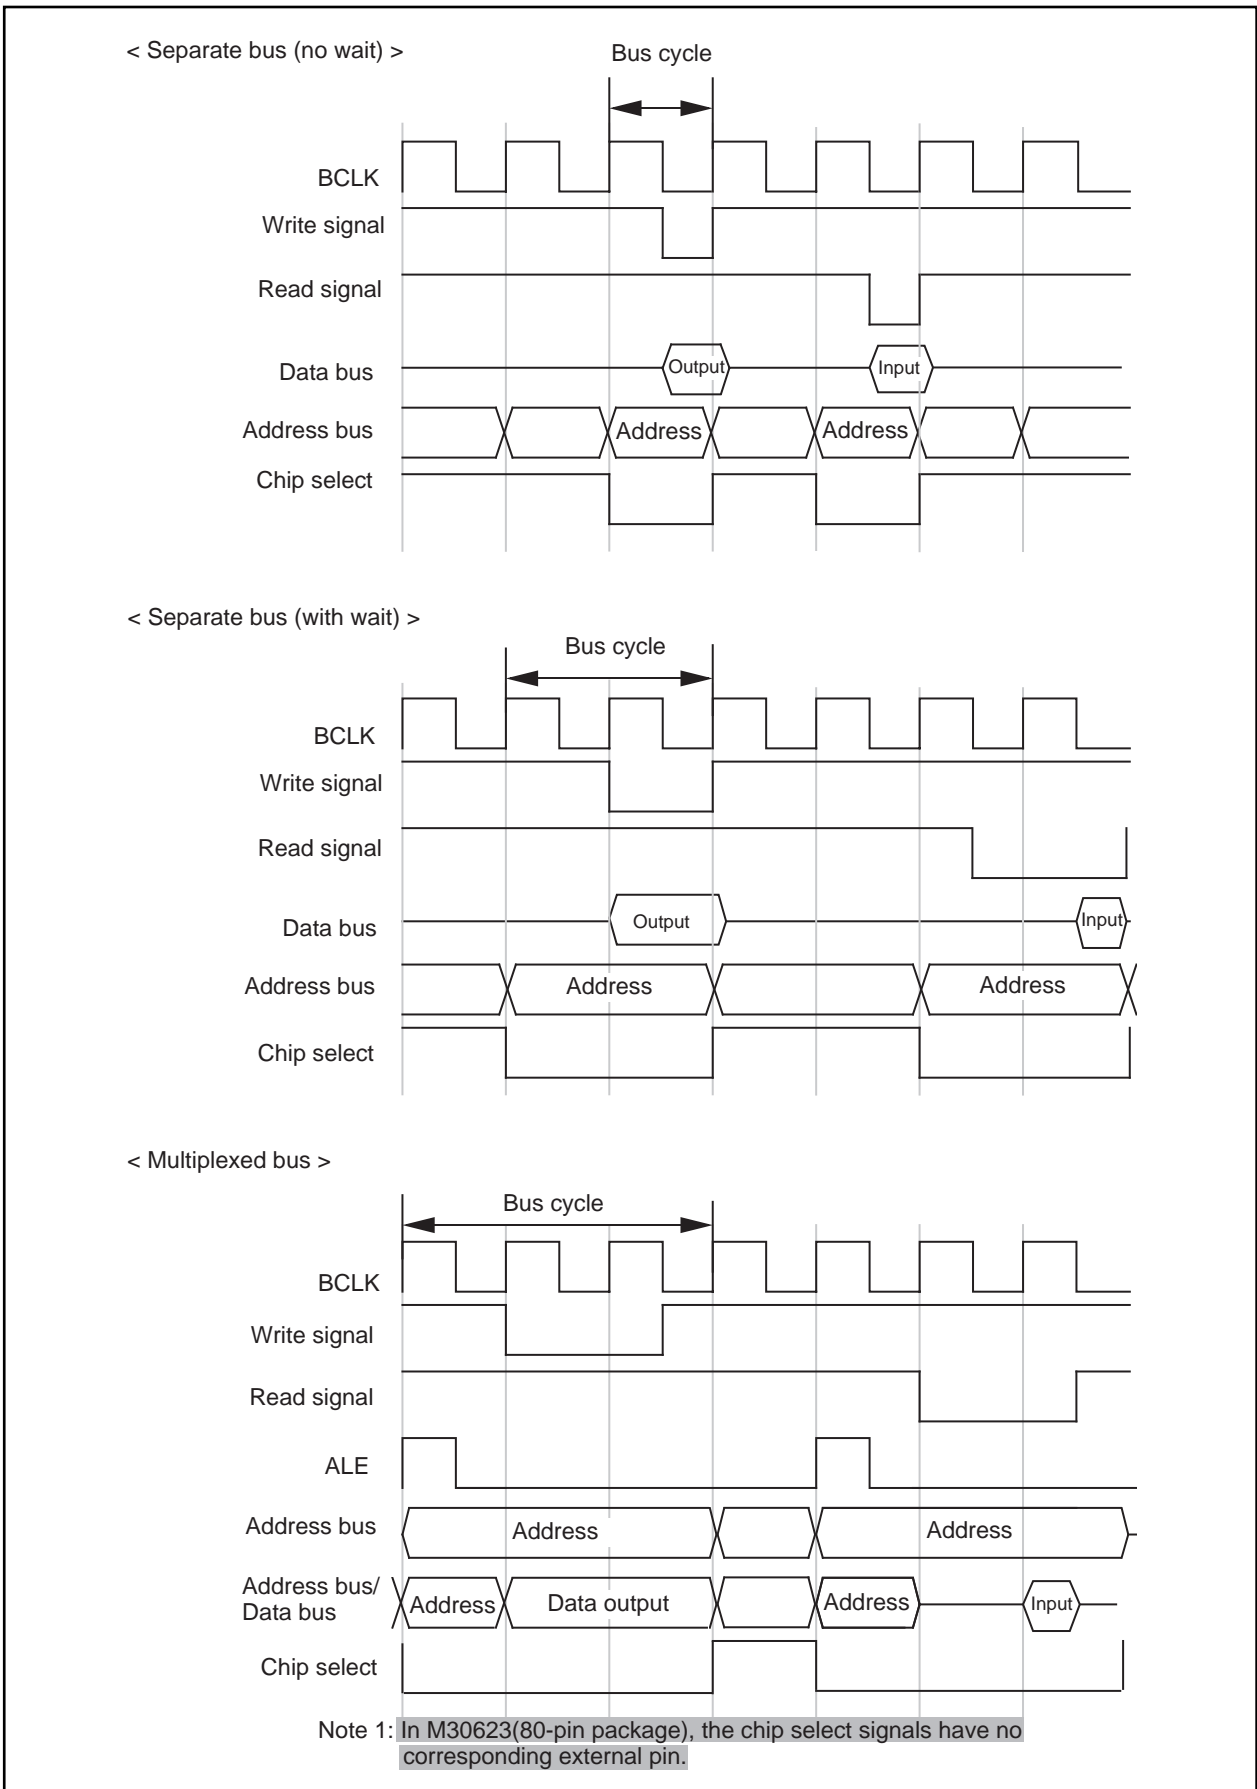 < Separate bus (no wait) >
Bus cycle
BCLK
Write signal
Read signal
Data bus
Output
Input
Address bus
Address
Address
Chip select
< Separate bus (with wait) >
Bus cycle
BCLK
Write signal
Read signal
Data bus
Output
Input
Address bus
Address
Address
Chip select
< Multiplexed bus >
Bus cycle
BCLK
Write signal
Read signal
ALE
Address bus
Address
Address
Address bus/
Data bus
Address
Data output
Address
Input
Chip select
Note 1: In M30623(80-pin package), the chip select signals have no
corresponding external pin.